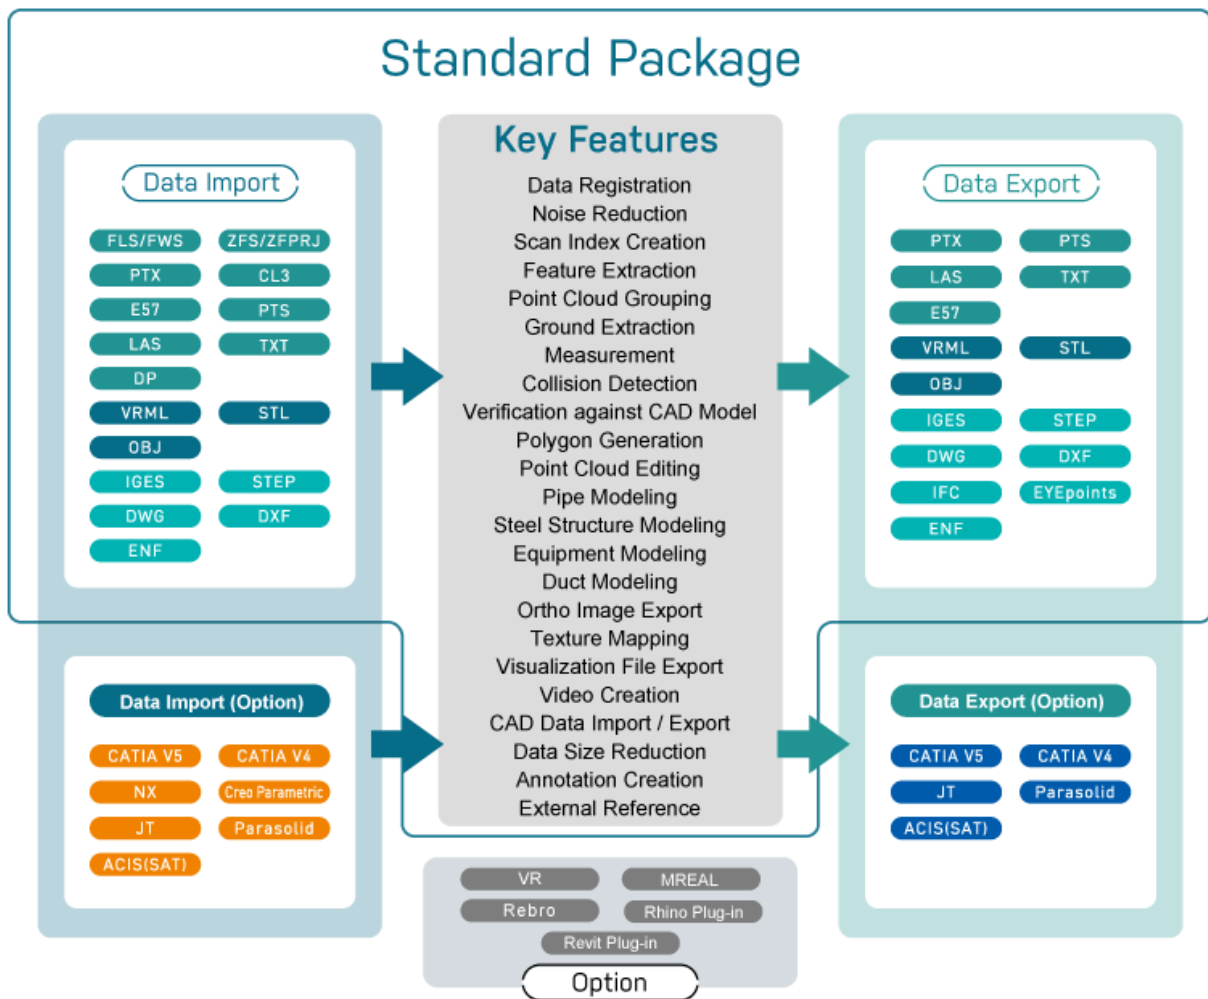 Standard Package
Data Import
FLS/FWS ZFS/ZFPRJ
PTX CL3
E57 PTS
LAS TXT
DP
VRML STL
OBJ
IGES STEP
DWG DXF
ENF
Data Import (Option)
CATIA V5 CATIA V4
NX Creo Parametric
JT Parasolid
ACIS(SAT)
Key Features
Data Registration
Noise Reduction
Scan Index Creation
Feature Extraction
Point Cloud Grouping
Ground Extraction
Measurement
Collision Detection
Verification against CAD Model
Polygon Generation
Point Cloud Editing
Pipe Modeling
Steel Structure Modeling
Equipment Modeling
Duct Modeling
Ortho Image Export
Texture Mapping
Visualization File Export
Video Creation
CAD Data Import / Export
Data Size Reduction
Annotation Creation
External Reference
VR MREAL
Rebro Rhino Plug-in
Revit Plug-in
Option
Data Export
PTX PTS
LAS TXT
E57
VRML STL
OBJ
IGES STEP
DWG DXF
IFC EYEpoints
ENF
Data Export (Option)
CATIA V5 CATIA V4
JT Parasolid
ACIS(SAT)